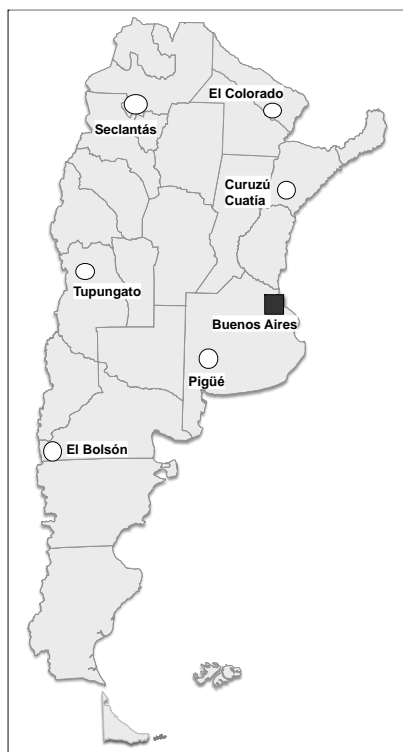 El Colorado
Seclantás
Curuzú
Cuatía
Tupungato
Buenos Aires
Pigüé
El Bolsón